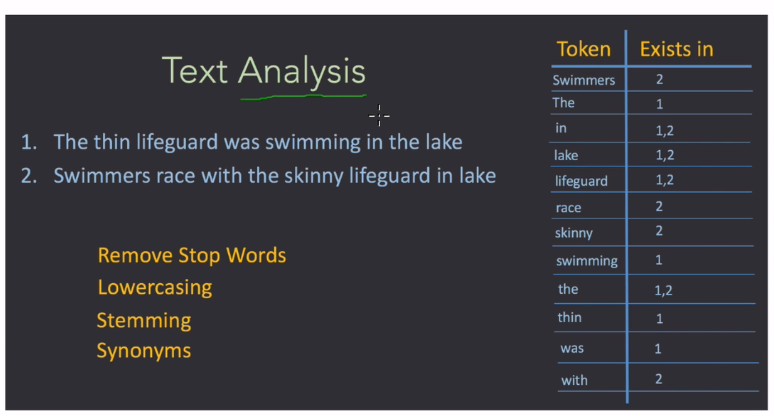 Text Analysis
1. The thin lifeguard was swimming in the lake
2. Swimmers race with the skinny lifeguard in lake
Remove Stop Words
Lowercasing
Stemming
Synonyms
Token Exists in
Swimmers 2
The 1
in 1,2
lake 1,2
lifeguard 1,2
race 2
skinny 2
swimming 1
the 1,2
thin 1
was 1
with 2